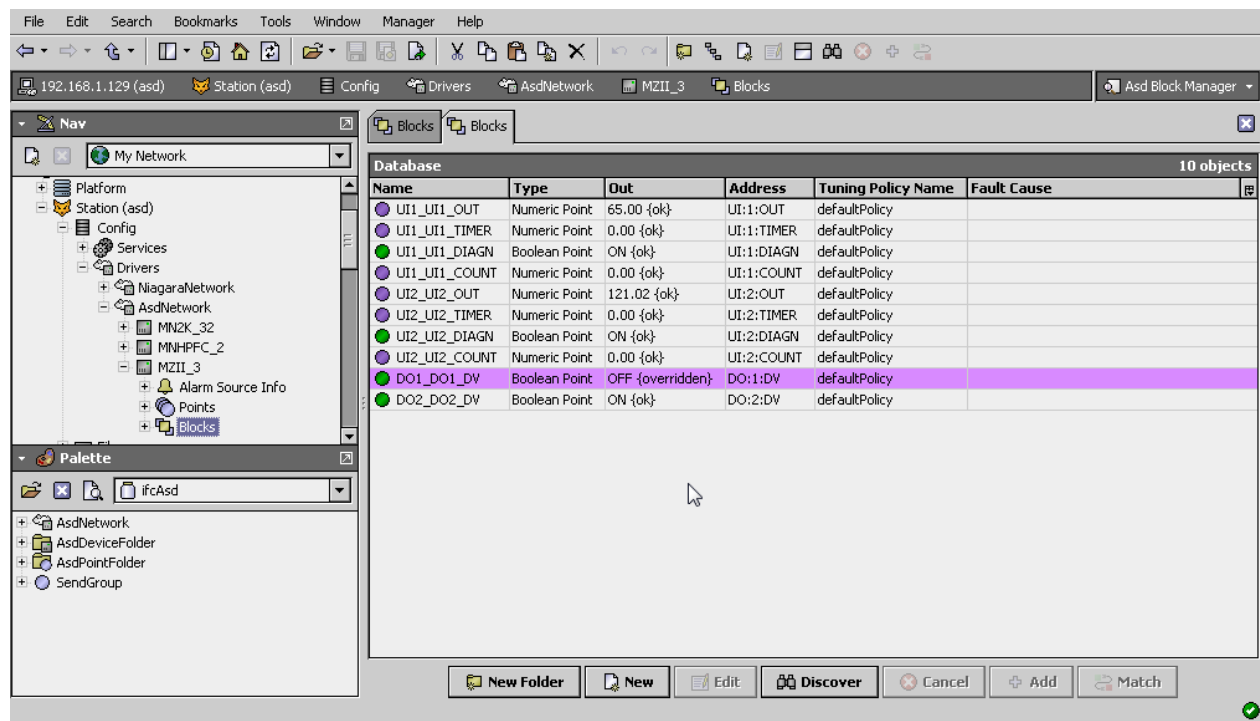 File Edit Search Bookmarks Tools Window Manager Help
192.168.1.129 (asd) Station (asd) Config Drivers AsdNetwork MZII_3 Blocks Asd Block Manager
Nav
My Network
Platform
Station (asd)
Config
Services
Drivers
NiagaraNetwork
AsdNetwork
MN2K_32
MNHPFC_2
MZII_3
Alarm Source Info
Points
Blocks
Palette
ifcAsd
AsdNetwork
AsdDeviceFolder
AsdPointFolder
SendGroup
Blocks Blocks
Database 10 objects
Name Type Out Address Tuning Policy Name Fault Cause
UI1_UI1_OUT Numeric Point 65.00 {ok} UI:1:OUT defaultPolicy
UI1_UI1_TIMER Numeric Point 0.00 {ok} UI:1:TIMER defaultPolicy
UI1_UI1_DIAGN Boolean Point ON {ok} UI:1:DIAGN defaultPolicy
UI1_UI1_COUNT Numeric Point 0.00 {ok} UI:1:COUNT defaultPolicy
UI2_UI2_OUT Numeric Point 121.02 {ok} UI:2:OUT defaultPolicy
UI2_UI2_TIMER Numeric Point 0.00 {ok} UI:2:TIMER defaultPolicy
UI2_UI2_DIAGN Boolean Point ON {ok} UI:2:DIAGN defaultPolicy
UI2_UI2_COUNT Numeric Point 0.00 {ok} UI:2:COUNT defaultPolicy
DO1_DO1_DV Boolean Point OFF {overridden} DO:1:DV defaultPolicy
DO2_DO2_DV Boolean Point ON {ok} DO:2:DV defaultPolicy
New Folder New Edit Discover Cancel Add Match